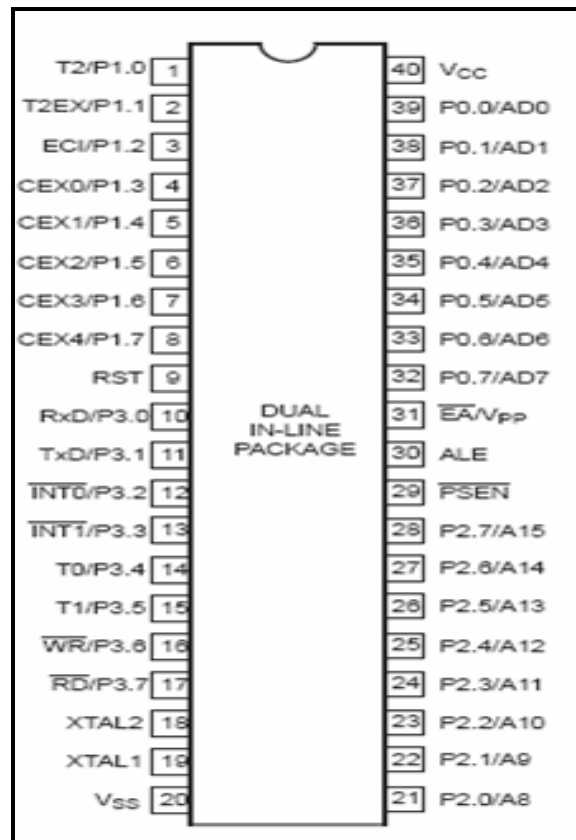 T2/P1.0 1
T2EX/P1.1 2
ECI/P1.2 3
CEX0/P1.3 4
CEX1/P1.4 5
CEX2/P1.5 6
CEX3/P1.6 7
CEX4/P1.7 8
RST 9
RxD/P3.0 10
TxD/P3.1 11
INT0/P3.2 12
INT1/P3.3 13
T0/P3.4 14
T1/P3.5 15
WR/P3.6 16
RD/P3.7 17
XTAL2 18
XTAL1 19
VSS 20
DUAL
IN-LINE
PACKAGE
40 VCC
39 P0.0/AD0
38 P0.1/AD1
37 P0.2/AD2
36 P0.3/AD3
35 P0.4/AD4
34 P0.5/AD5
33 P0.6/AD6
32 P0.7/AD7
31 EA/VPP
30 ALE
29 PSEN
28 P2.7/A15
27 P2.6/A14
26 P2.5/A13
25 P2.4/A12
24 P2.3/A11
23 P2.2/A10
22 P2.1/A9
21 P2.0/A8